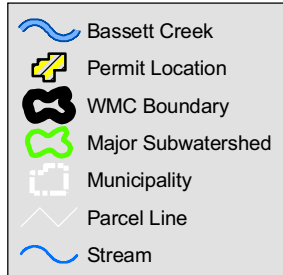 Bassett Creek
Permit Location
WMC Boundary
Major Subwatershed
Municipality
Parcel Line
Stream